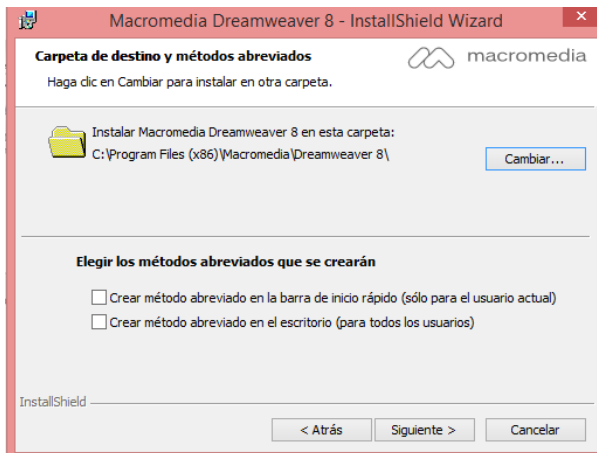 Macromedia Dreamweaver 8 - InstallShield Wizard
Carpeta de destino y métodos abreviados
macromedia
Haga clic en Cambiar para instalar en otra carpeta.
Instalar Macromedia Dreamweaver 8 en esta carpeta:
C:\Program Files (x86)\Macromedia\Dreamweaver 8\
Cambiar...
Elegir los métodos abreviados que se crearán
Crear método abreviado en la barra de inicio rápido (sólo para el usuario actual)
Crear método abreviado en el escritorio (para todos los usuarios)
InstallShield
< Atrás
Siguiente >
Cancelar